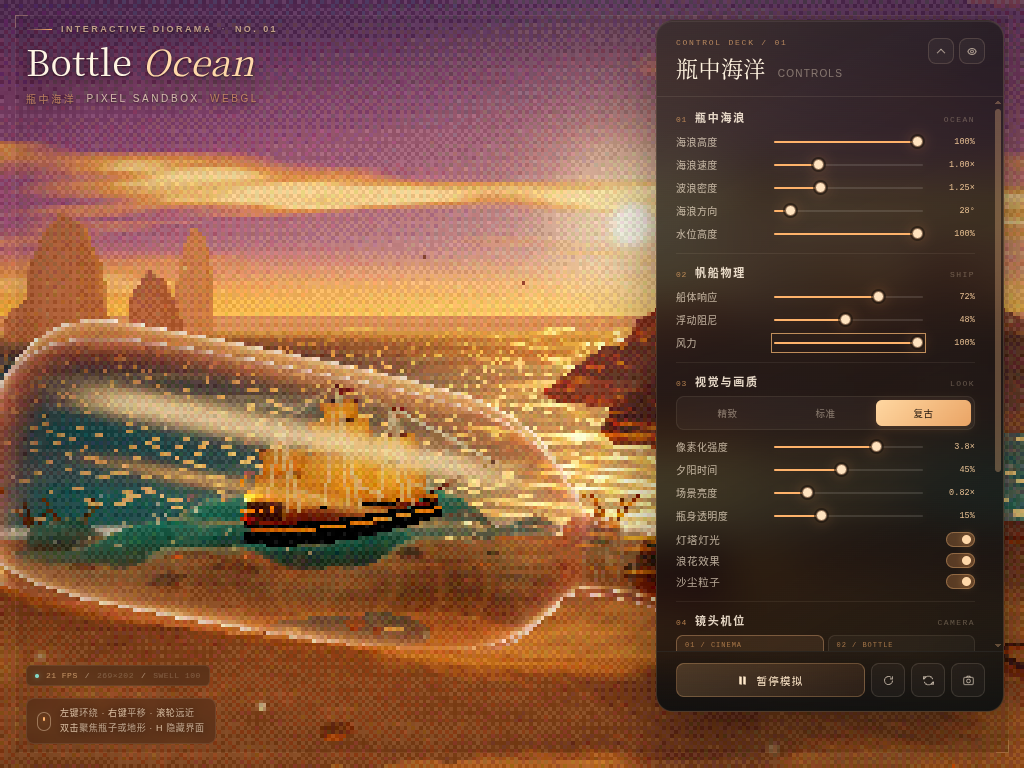 INTERACTIVE DIORAMA · NO. 01
Bottle Ocean
瓶中海洋 PIXEL SANDBOX WEBGL
CONTROL DECK / 01
瓶中海洋 CONTROLS
01 瓶中海浪 OCEAN
海浪高度 100%
海浪速度 1.00×
波浪密度 1.25×
海浪方向 28°
水位高度 100%
02 帆船物理 SHIP
船体响应 72%
浮动阻尼 48%
风力 100%
03 视觉与画质 LOOK
精致 标准 复古
像素化强度 3.8×
夕阳时间 45%
场景亮度 0.82×
瓶身透明度 15%
灯塔灯光
浪花效果
沙尘粒子
04 镜头机位 CAMERA
01 / CINEMA 02 / BOTTLE
暂停模拟
21 FPS / 269×202 / SWELL 100
左键环绕 · 右键平移 · 滚轮远近
双击聚焦瓶子或地形 · H 隐藏界面